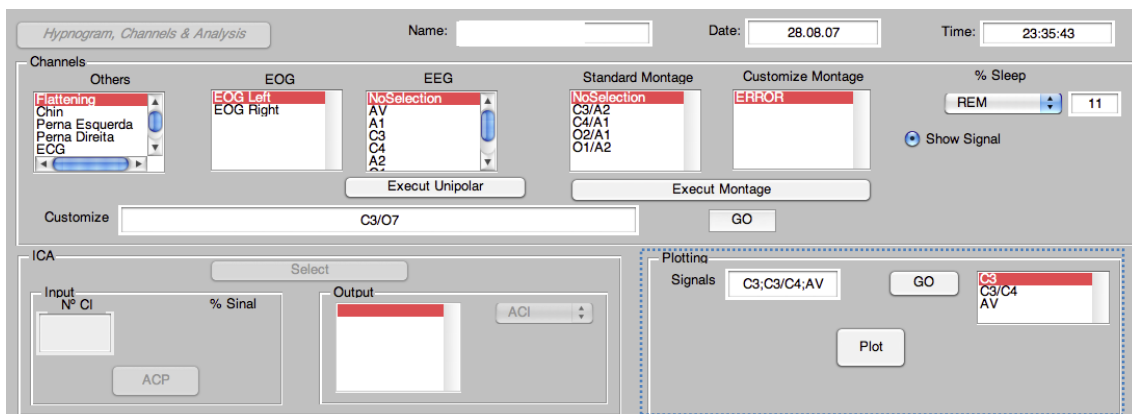 Hypnogram, Channels & Analysis
Name:
Date:
28.08.07
Time:
23:35:43
Channels
Others
EOG
EEG
Standard Montage
Customize Montage
% Sleep
Flattening
Chin
Perna Esquerda
Perna Direita
ECG
EOG Left
EOG Right
NoSelection
AV
A1
C3
C4
A2
NoSelection
C3/A2
C4/A1
O2/A1
O1/A2
ERROR
REM
11
Show Signal
Execut Unipolar
Execut Montage
Customize
C3/O7
GO
ICA
Select
Input
Nº CI
% Sinal
ACP
Output
ACI
Plotting
Signals
C3;C3/C4;AV
GO
C3
C3/C4
AV
Plot